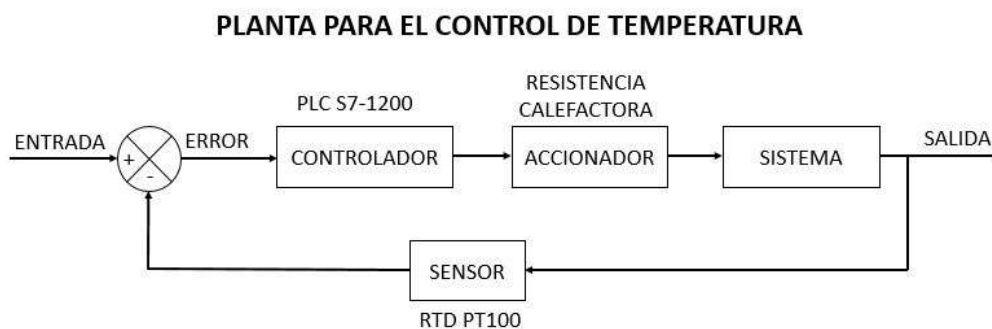 PLANTA PARA EL CONTROL DE TEMPERATURA
RESISTENCIA
CALEFACTORA
PLC S7-1200
ENTRADA
+
-
ERROR
CONTROLADOR
ACCIONADOR
SISTEMA
SALIDA
SENSOR
RTD PT100